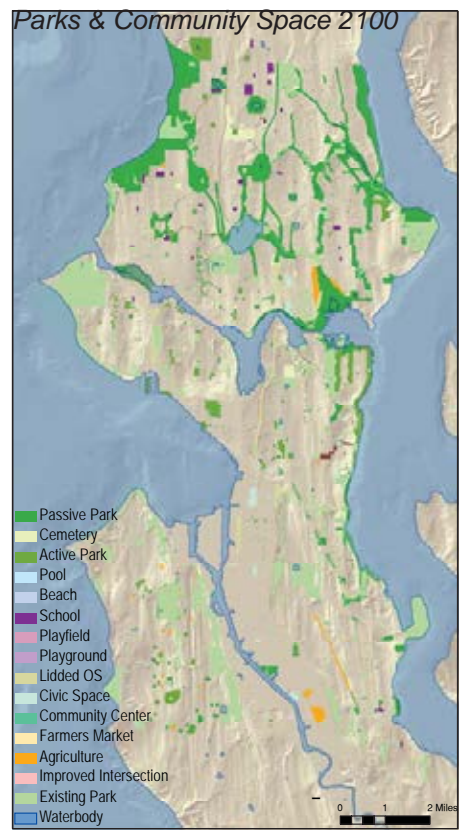 Parks & Community Space 2100
Passive Park
Cemetery
Active Park
Pool
Beach
School
Playfield
Playground
Lidded OS
Civic Space
Community Center
Farmers Market
Agriculture
Improved Intersection
Existing Park
Waterbody
0 1 2 Miles